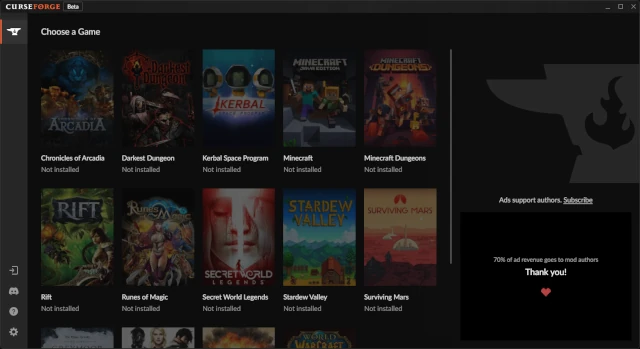 CURSEFORGE Beta
Choose a Game
ARCADIA
Darkest Dungeon
KERBAL
MINECRAFT
JAVA EDITION
MINECRAFT
DUNGEONS
Chronicles of Arcadia
Not installed
Darkest Dungeon
Not installed
Kerbal Space Program
Not installed
Minecraft
Not installed
Minecraft Dungeons
Not installed
RIFT
RUNES OF MAGIC
SECRET WORLD
LEGENDS
STARDEW
VALLEY
SURVIVING MARS
Rift
Not installed
Runes of Magic
Not installed
Secret World Legends
Not installed
Stardew Valley
Not installed
Surviving Mars
Not installed
WORLD
WARCRAFT
Ads support authors, Subscribe
70% of ad revenue goes to mod authors
Thank you!